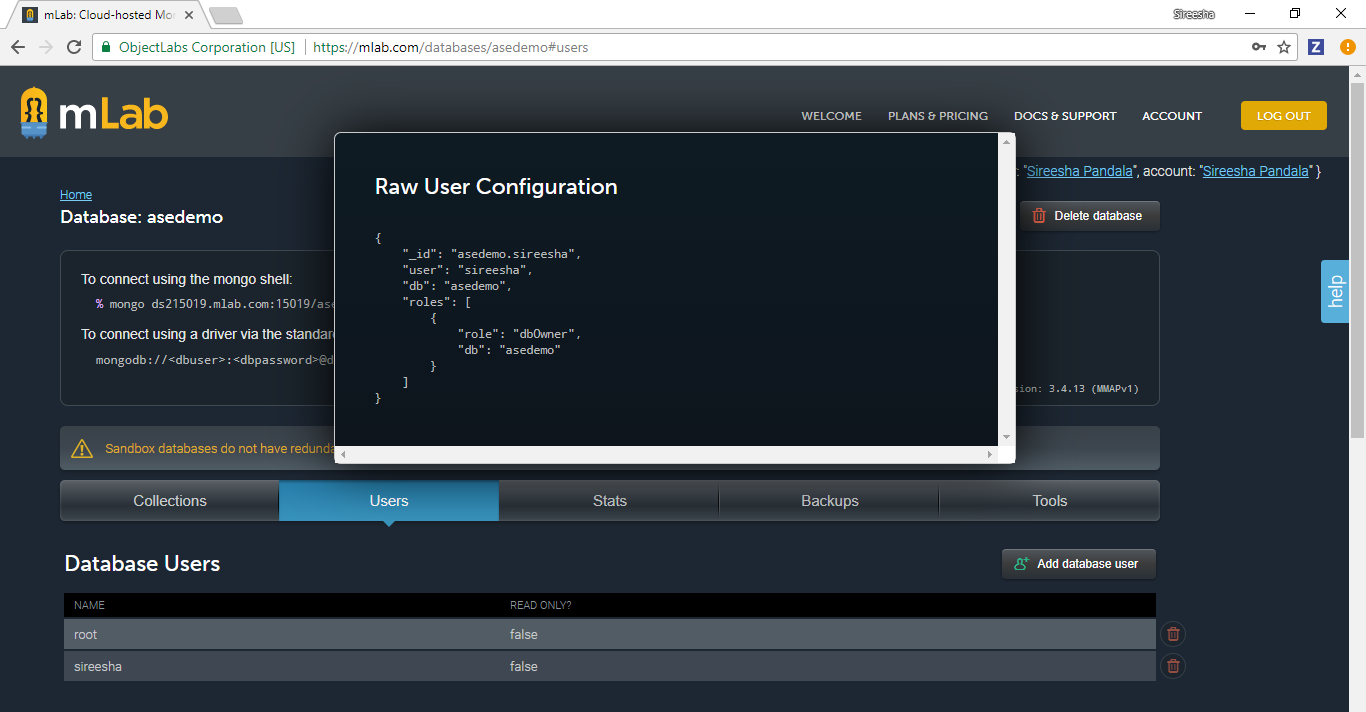 mLab: Cloud-hosted Mon
Sireesha
ObjectLabs Corporation [US]
https://mlab.com/databases/asedemo#users
Z
!
mLab
WELCOME
PLANS & PRICING
DOCS & SUPPORT
ACCOUNT
LOG OUT
: "Sireesha Pandala", account: "Sireesha Pandala" }
Home
Database: asedemo
Delete database
To connect using the mongo shell:
% mongo ds215019.mlab.com:15019/ase
To connect using a driver via the standard
mongodb://<dbuser>:<dbpassword>@d
sion: 3.4.13 (MMAPv1)
help
Raw User Configuration
{
"_id": "asedemo.sireesha",
"user": "sireesha",
"db": "asedemo",
"roles": [
{
"role": "dbOwner",
"db": "asedemo"
}
]
}
Sandbox databases do not have redunda
Collections
Users
Stats
Backups
Tools
Database Users
Add database user
NAME READ ONLY?
root false
sireesha false